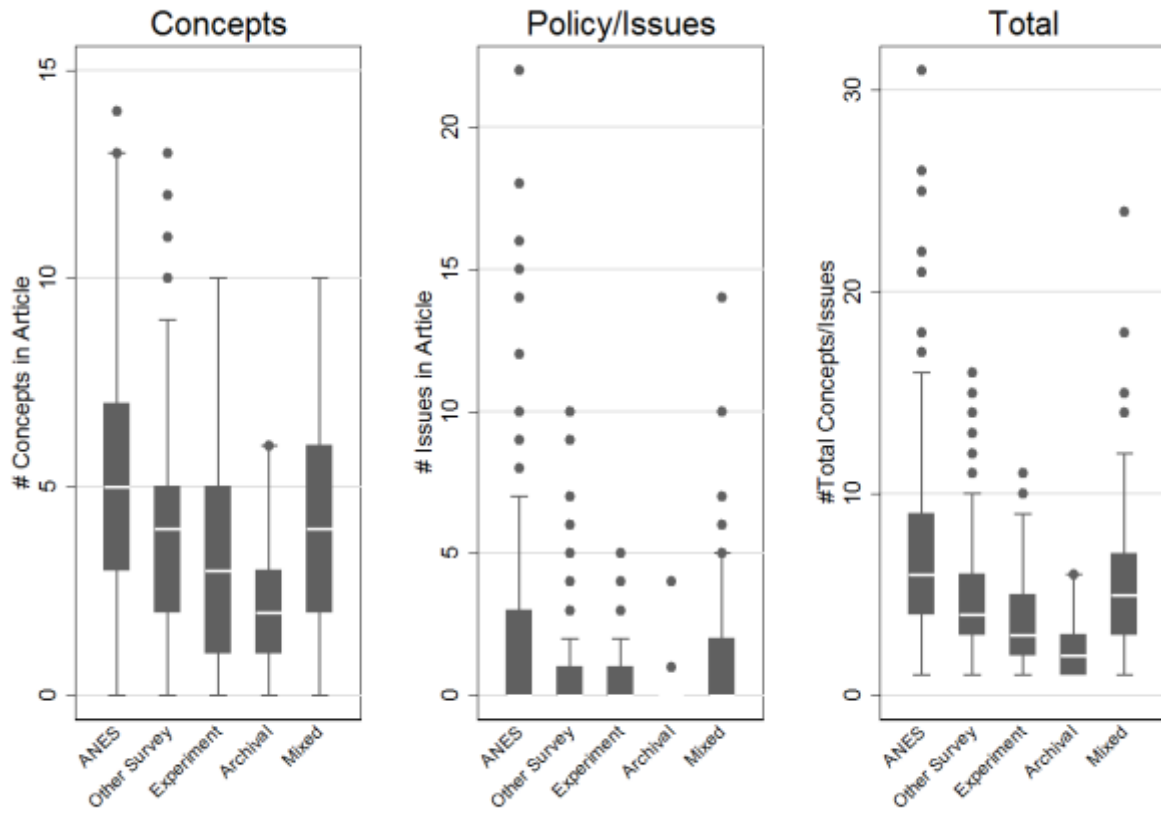 Concepts
# Concepts in Article
15
10
5
0
ANES
Other Survey
Experiment
Archival
Mixed
Policy/Issues
# Issues in Article
20
15
10
5
0
ANES
Other Survey
Experiment
Archival
Mixed
Total
#Total Concepts/Issues
30
20
10
0
ANES
Other Survey
Experiment
Archival
Mixed